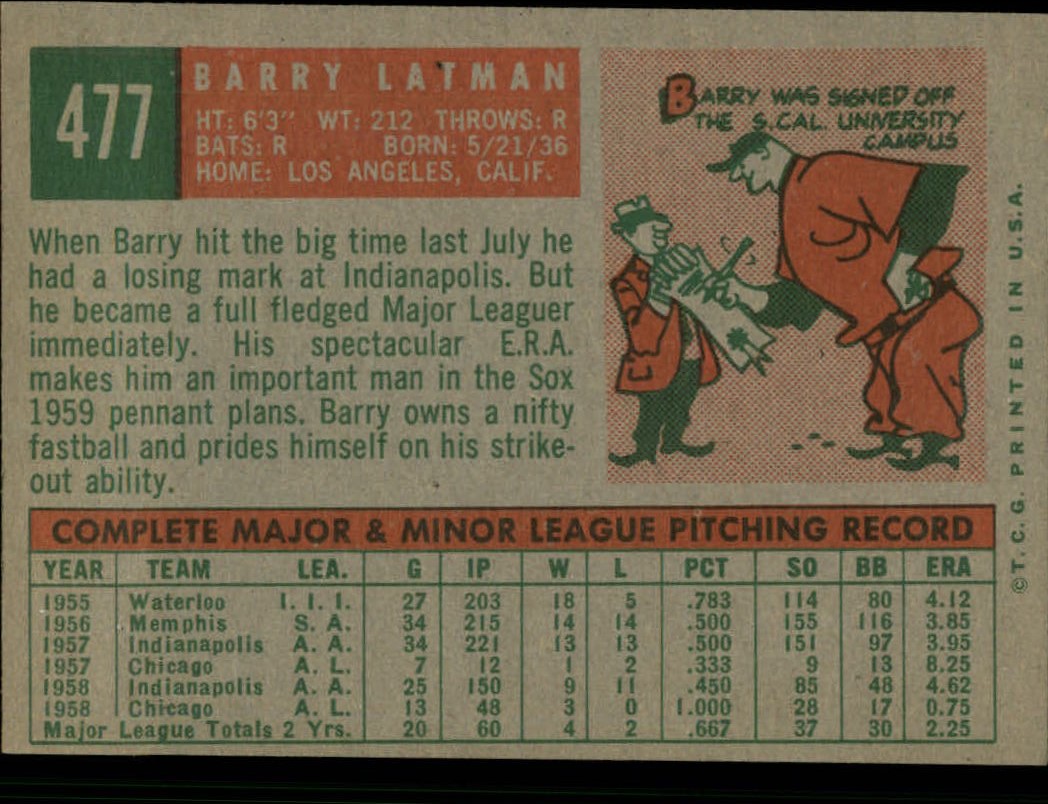 477
BARRY LATMAN
HT: 6'3" WT: 212 THROWS: R
BATS: R BORN: 5/21/36
HOME: LOS ANGELES, CALIF.
BARRY WAS SIGNED OFF
THE S. CAL. UNIVERSITY
CAMPUS
When Barry hit the big time last July he
had a losing mark at Indianapolis. But
he became a full fledged Major Leaguer
immediately. His spectacular E.R.A.
makes him an important man in the Sox
1959 pennant plans. Barry owns a nifty
fastball and prides himself on his strike-
out ability.
COMPLETE MAJOR & MINOR LEAGUE PITCHING RECORD
YEAR TEAM LEA. G IP W L PCT SO BB ERA
1955 Waterloo I. I. I. 27 203 18 5 .783 114 80 4.12
1956 Memphis S. A. 34 215 14 14 .500 155 116 3.85
1957 Indianapolis A. A. 34 221 13 13 .500 151 97 3.95
1957 Chicago A. L. 7 12 1 2 .333 9 13 8.25
1958 Indianapolis A. A. 25 150 9 11 .450 85 48 4.62
1958 Chicago A. L. 13 48 3 0 1.000 28 17 0.75
Major League Totals 2 Yrs. 20 60 4 2 .667 37 30 2.25
©T. C. G. PRINTED IN U.S.A.